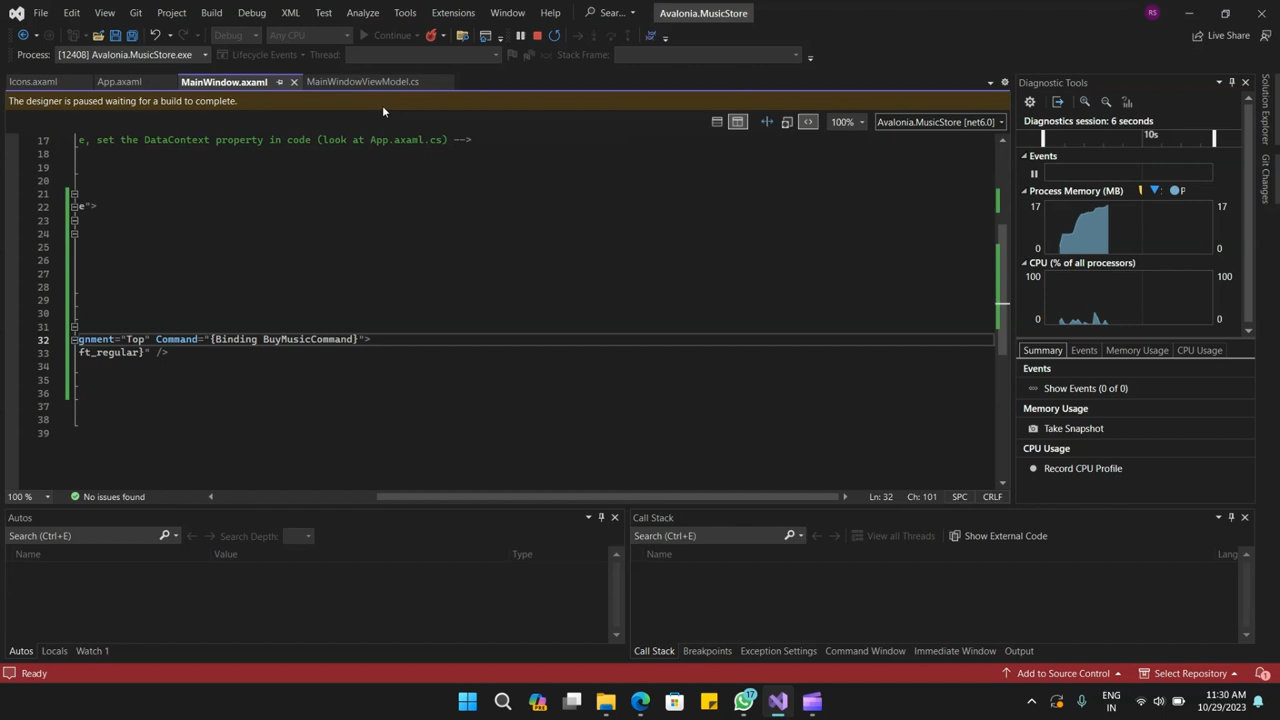 File Edit View Git Project Build Debug XML Test Analyze Tools Extensions Window Help Sear... Avalonia.MusicStore RS
Debug Any CPU Continue Live Share
Process: [12408] Avalonia.MusicStore.exe Lifecycle Events Thread: Stack Frame:
Icons.axaml App.axaml MainWindow.axaml MainWindowViewModel.cs
The designer is paused waiting for a build to complete.
100% Avalonia.MusicStore [net6.0]
17 e, set the DataContext property in code (look at App.axaml.cs) -->
18
19
20
21
22 e">
23
24
25
26
27
28
29
30
31
32 gnment="Top" Command="{Binding BuyMusicCommand}">
33 ft_regular}" />
34
35
36
37
38
39
100 % No issues found Ln: 32 Ch: 101 SPC CRLF
Diagnostic Tools
Diagnostics session: 6 seconds
10s
Events
Process Memory (MB) P
17 17
0 0
CPU (% of all processors)
100 100
0 0
Summary Events Memory Usage CPU Usage
Events
Show Events (0 of 0)
Memory Usage
Take Snapshot
CPU Usage
Record CPU Profile
Solution Explorer
Git Changes
Autos
Search (Ctrl+E) Search Depth:
Name Value Type
Autos Locals Watch 1
Call Stack
Search (Ctrl+E) View all Threads Show External Code
Name Lang
Call Stack Breakpoints Exception Settings Command Window Immediate Window Output
Ready Add to Source Control Select Repository 1
17 ENG IN 11:30 AM 10/29/2023